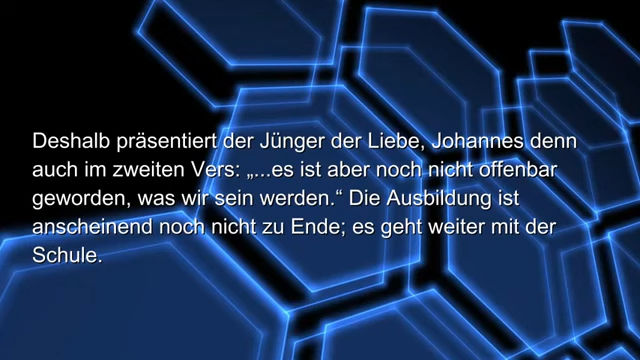 Deshalb präsentiert der Jünger der Liebe, Johannes denn
auch im zweiten Vers: „...es ist aber noch nicht offenbar
geworden, was wir sein werden.“ Die Ausbildung ist
anscheinend noch nicht zu Ende; es geht weiter mit der
Schule.